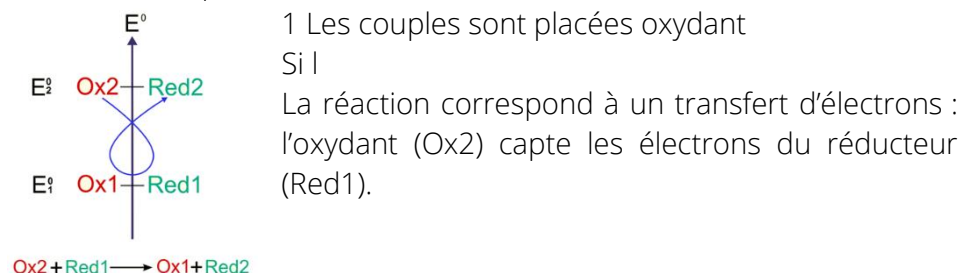 E°
1 Les couples sont placées oxydant
Si l
La réaction correspond à un transfert d'électrons :
l'oxydant (Ox2) capte les électrons du réducteur
(Red1).
E°₂ Ox2 Red2
E°₁ Ox1 Red1
Ox2+Red1⟶Ox1+Red2